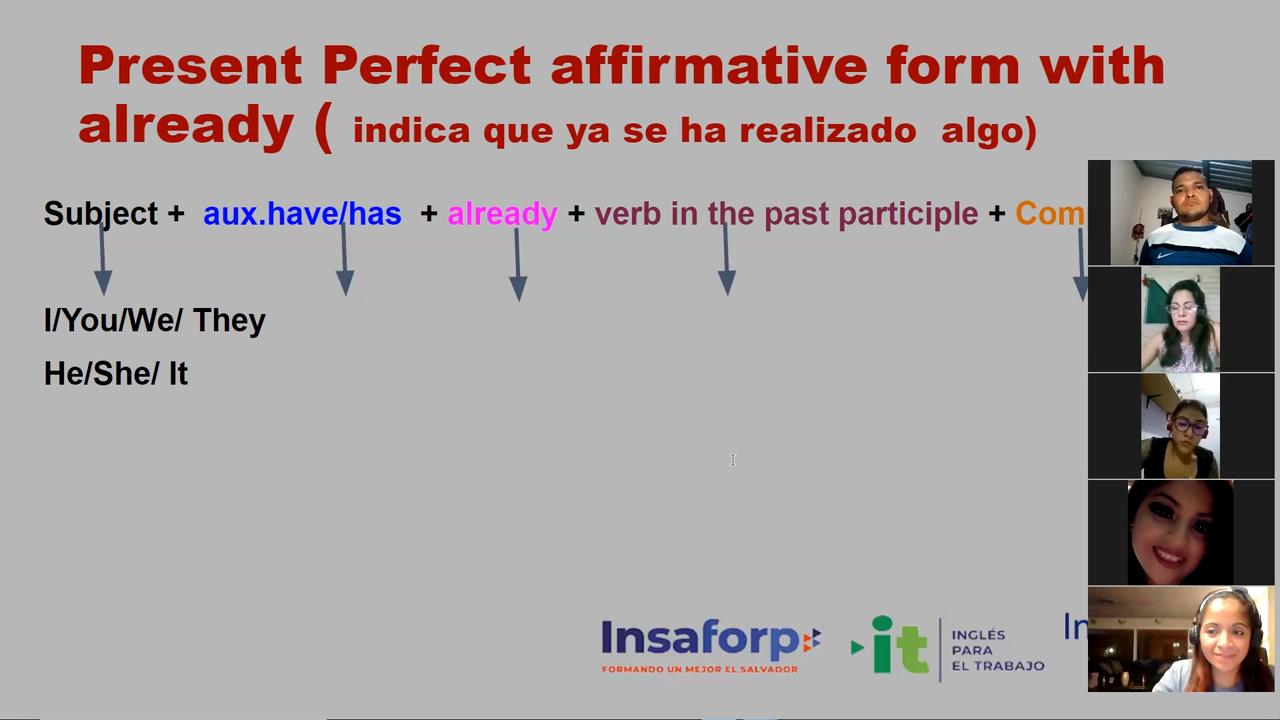 Present Perfect affirmative form with
already ( indica que ya se ha realizado algo)
Subject + aux.have/has + already + verb in the past participle + Com
I/You/We/ They
He/She/ It
Insaforp
FORMANDO UN MEJOR EL SALVADOR
it
INGLÉS
PARA
EL TRABAJO
In